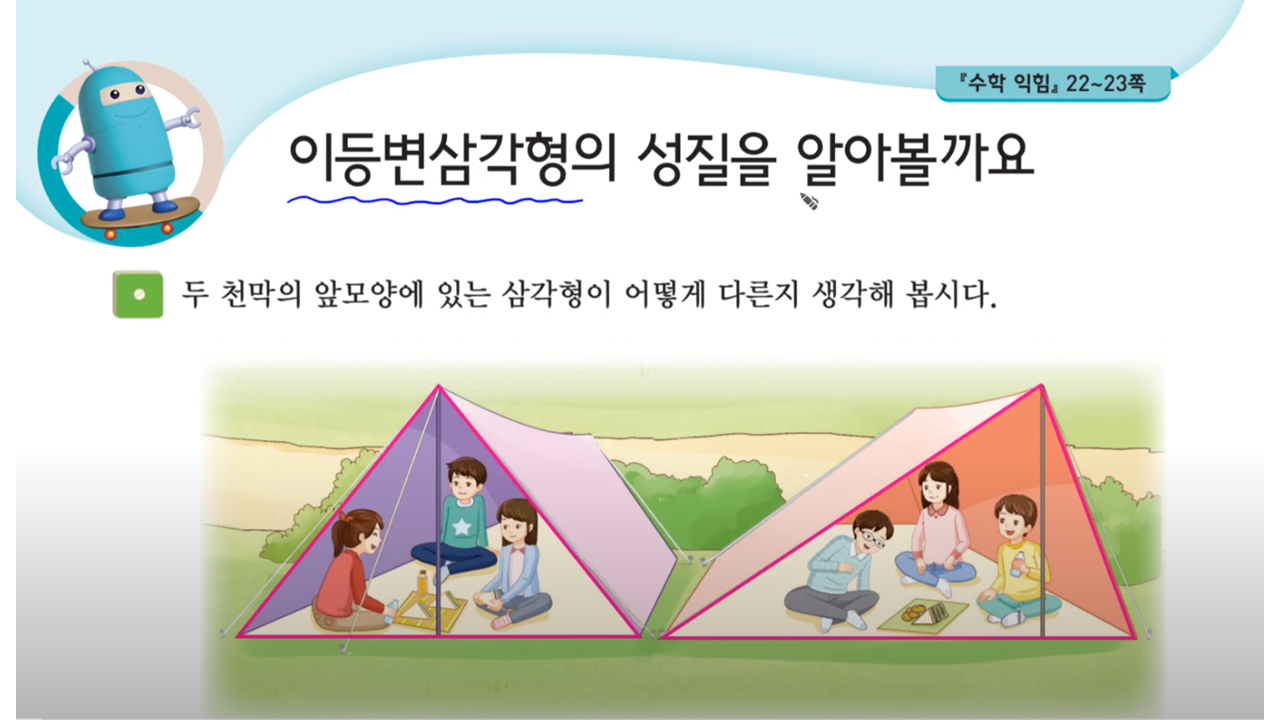 『수학 익힘』 22~23쪽
이등변삼각형의 성질을 알아볼까요
두 천막의 앞모양에 있는 삼각형이 어떻게 다른지 생각해 봅시다.